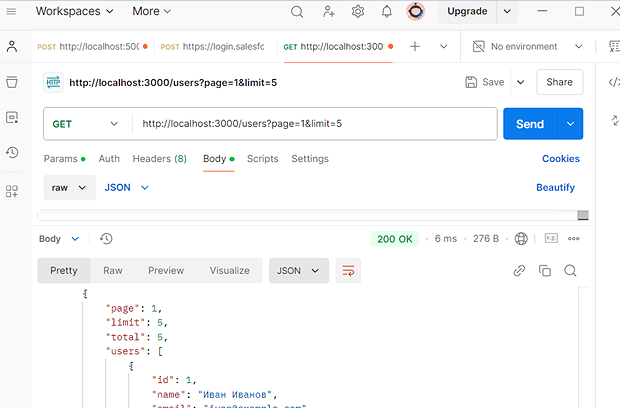 Workspaces More Upgrade
POST http://localhost:500 POST https://login.salesfc GET http://localhost:300 No environment
HTTP http://localhost:3000/users?page=1&limit=5 Save Share
GET http://localhost:3000/users?page=1&limit=5 Send
Params Auth Headers (8) Body Scripts Settings Cookies
raw JSON Beautify
Body 200 OK 6 ms 276 B e.g.
Pretty Raw Preview Visualize JSON
{
"page": 1,
"limit": 5,
"total": 5,
"users": [
{
"id": 1,
"name": "Иван Иванов",